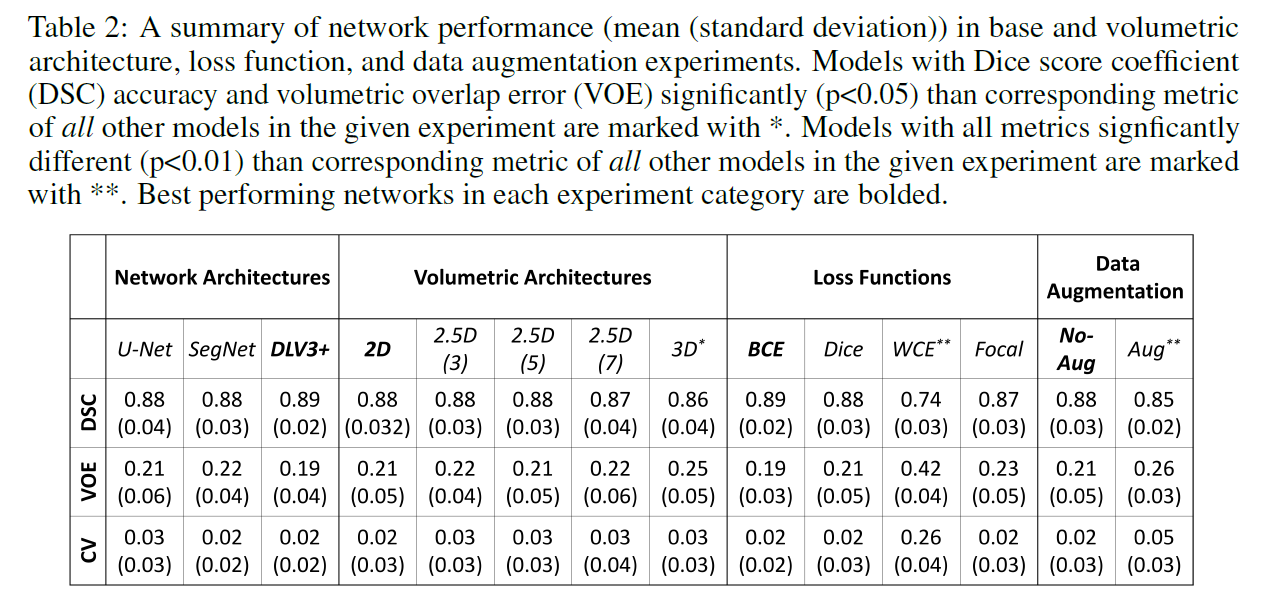 Table 2: A summary of network performance (mean (standard deviation)) in base and volumetric
architecture, loss function, and data augmentation experiments. Models with Dice score coefficient
(DSC) accuracy and volumetric overlap error (VOE) significantly (p<0.05) than corresponding metric
of all other models in the given experiment are marked with *. Models with all metrics signficantly
different (p<0.01) than corresponding metric of all other models in the given experiment are marked
with **. Best performing networks in each experiment category are bolded.
Network Architectures Volumetric Architectures Loss Functions Data Augmentation
U-Net SegNet DLV3+ 2D 2.5D (3) 2.5D (5) 2.5D (7) 3D* BCE Dice WCE** Focal No-Aug Aug**
DSC 0.88 0.88 0.89 0.88 0.88 0.88 0.87 0.86 0.89 0.88 0.74 0.87 0.88 0.85
(0.04) (0.03) (0.02) (0.032) (0.03) (0.03) (0.04) (0.04) (0.02) (0.03) (0.03) (0.03) (0.03) (0.02)
VOE 0.21 0.22 0.19 0.21 0.22 0.21 0.22 0.25 0.19 0.21 0.42 0.23 0.21 0.26
(0.06) (0.04) (0.04) (0.05) (0.04) (0.05) (0.06) (0.05) (0.03) (0.05) (0.04) (0.05) (0.05) (0.03)
CV 0.03 0.02 0.02 0.02 0.03 0.03 0.03 0.03 0.02 0.02 0.26 0.02 0.02 0.05
(0.03) (0.02) (0.02) (0.03) (0.03) (0.03) (0.04) (0.03) (0.02) (0.03) (0.04) (0.03) (0.03) (0.03)